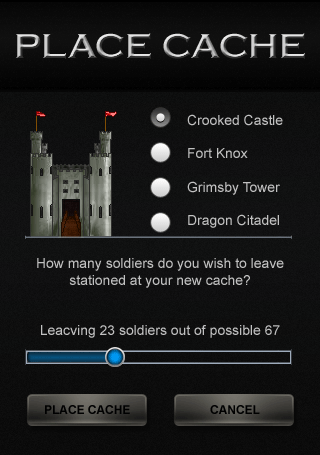 PLACE CACHE
Crooked Castle
Fort Knox
Grimsby Tower
Dragon Citadel
How many soldiers do you wish to leave
stationed at your new cache?
Leacving 23 soldiers out of possible 67
PLACE CACHE
CANCEL